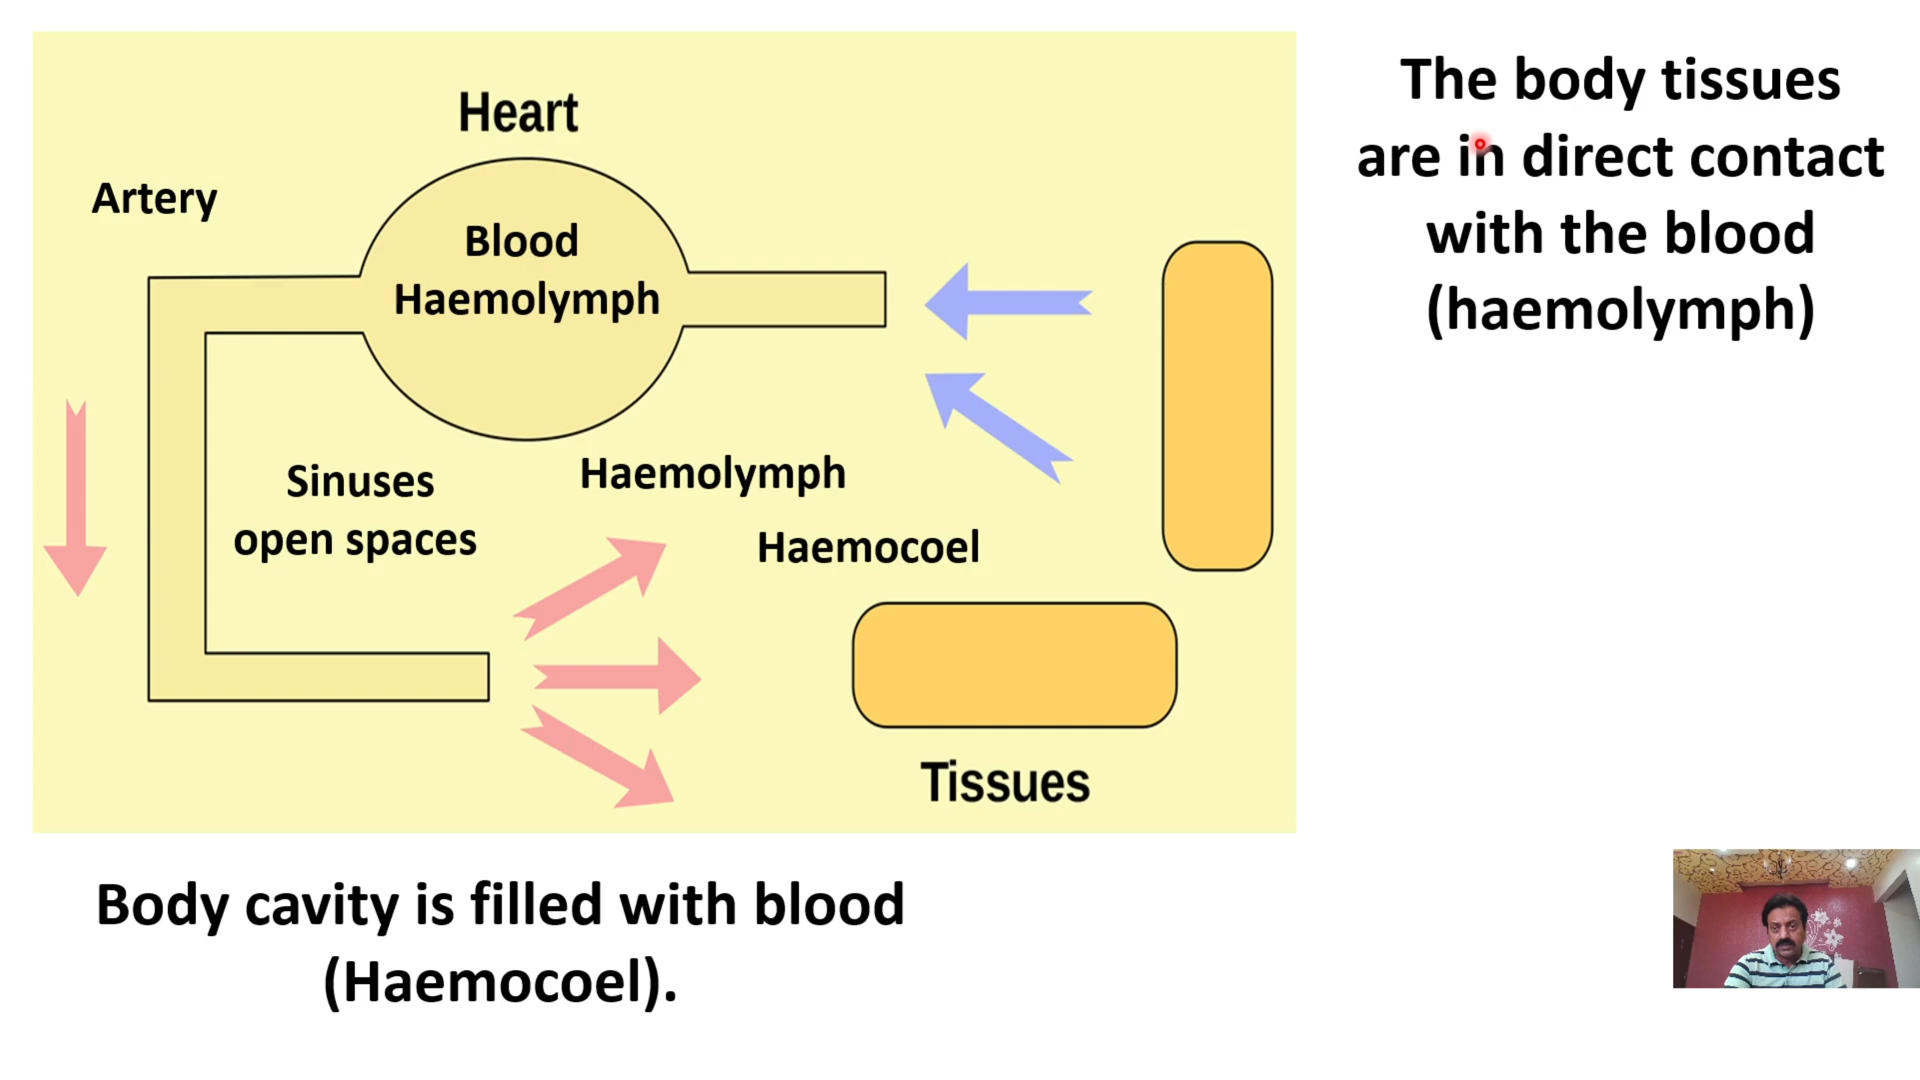 Heart
Artery
Blood
Haemolymph
Sinuses
open spaces
Haemolymph
Haemocoel
Tissues
The body tissues
are in direct contact
with the blood
(haemolymph)
Body cavity is filled with blood
(Haemocoel).